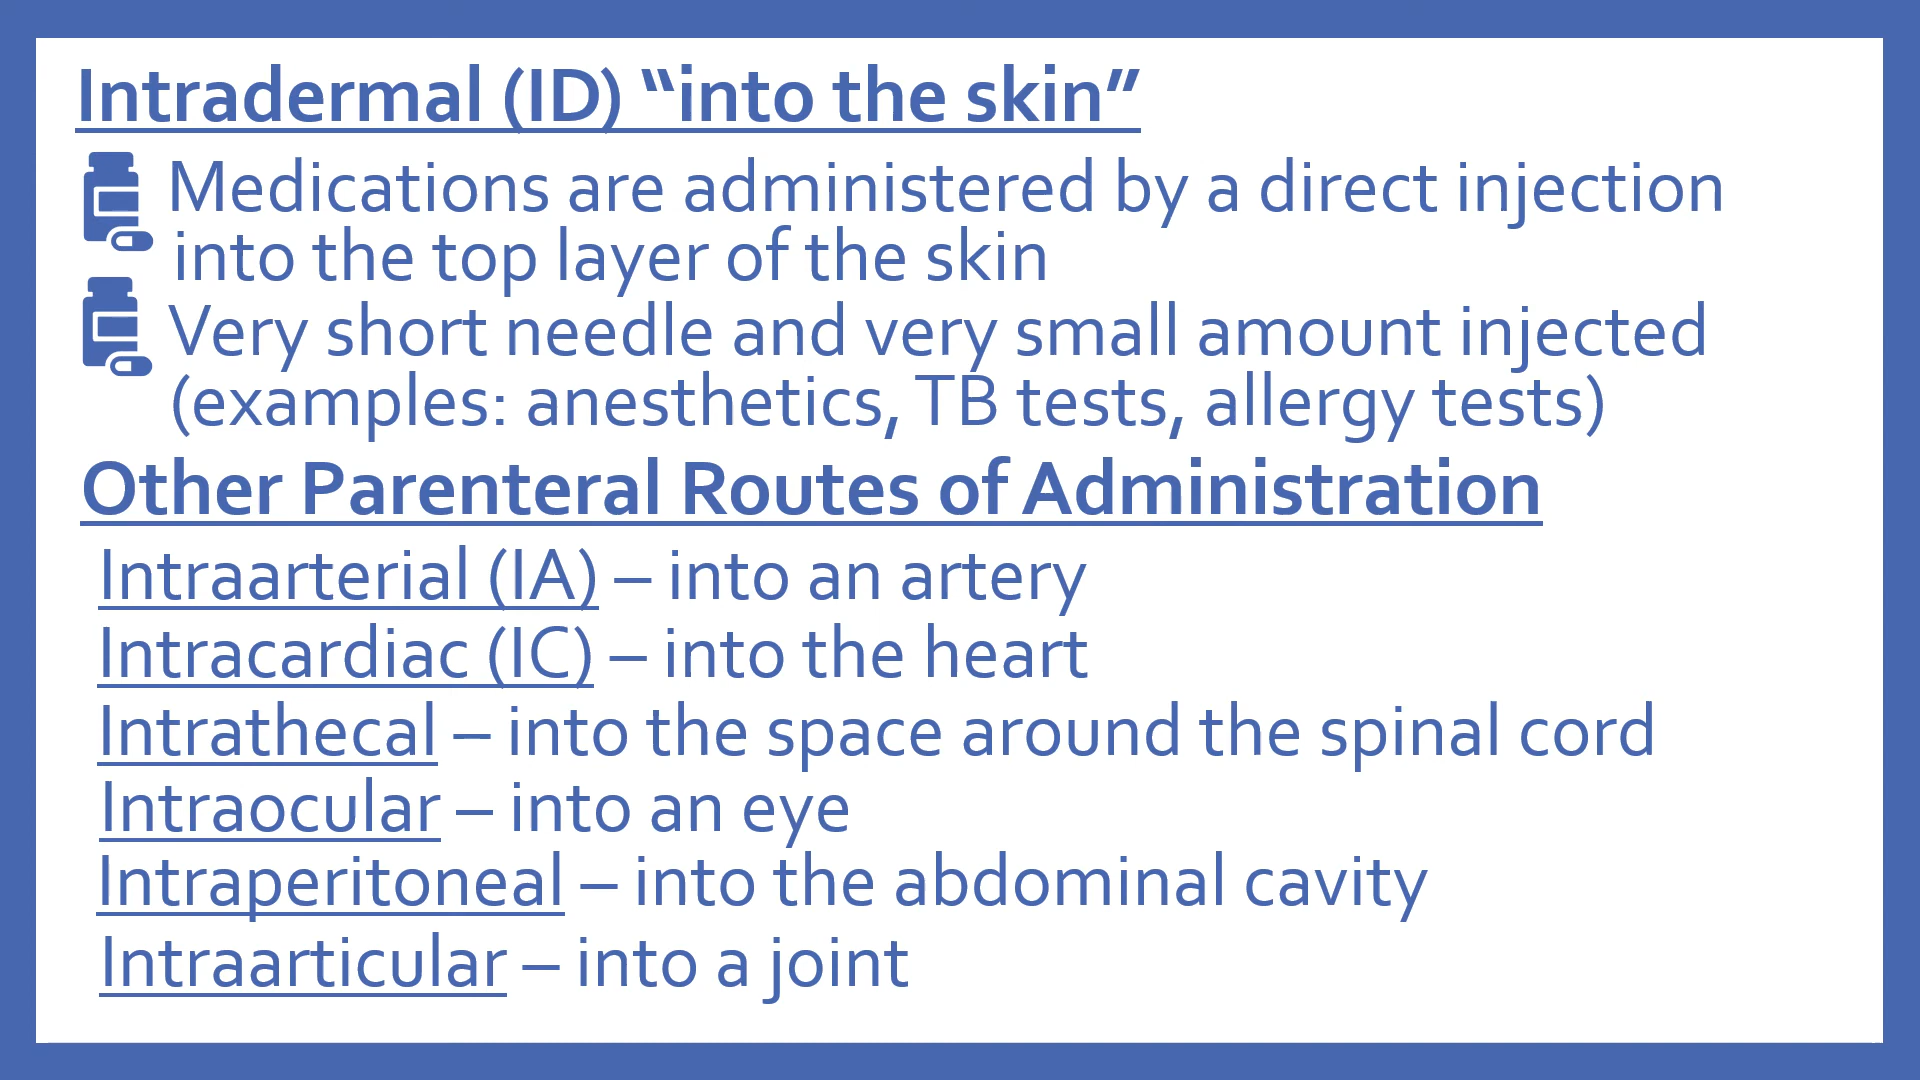 Intradermal (ID) “into the skin”
Medications are administered by a direct injection
into the top layer of the skin
Very short needle and very small amount injected
(examples: anesthetics, TB tests, allergy tests)
Other Parenteral Routes of Administration
Intraarterial (IA) – into an artery
Intracardiac (IC) – into the heart
Intrathecal – into the space around the spinal cord
Intraocular – into an eye
Intraperitoneal – into the abdominal cavity
Intraarticular – into a joint